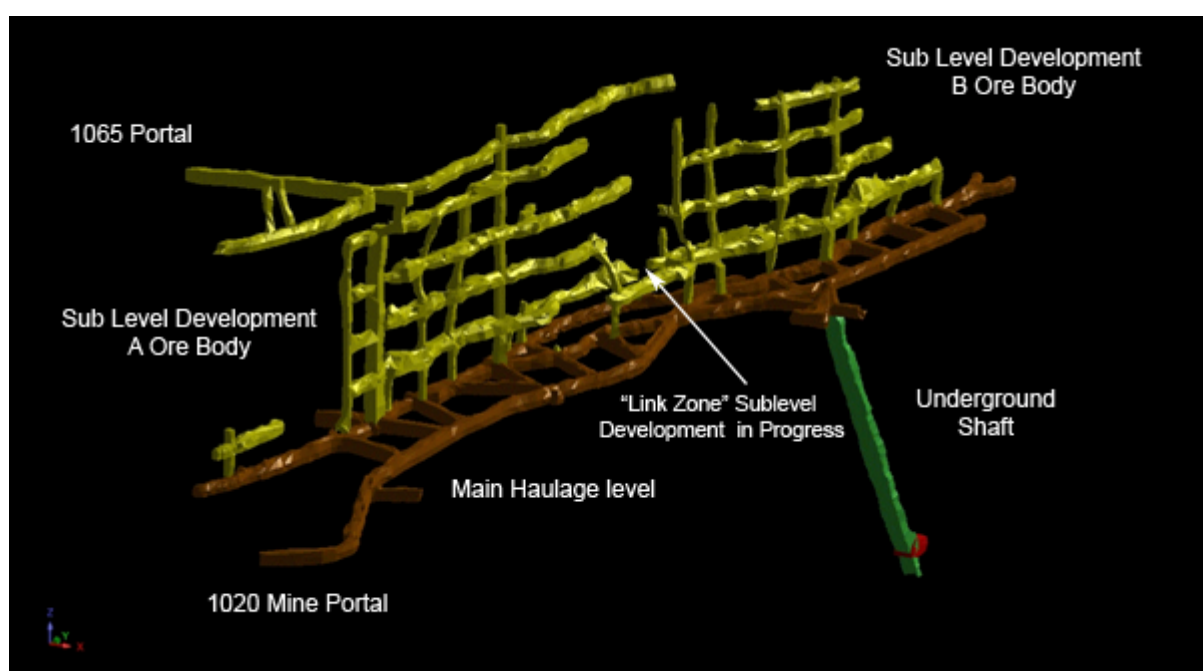 Sub Level Development
B Ore Body
1065 Portal
Sub Level Development
A Ore Body
“Link Zone” Sublevel
Development in Progress
Underground
Shaft
Main Haulage level
1020 Mine Portal
Z
Y
X